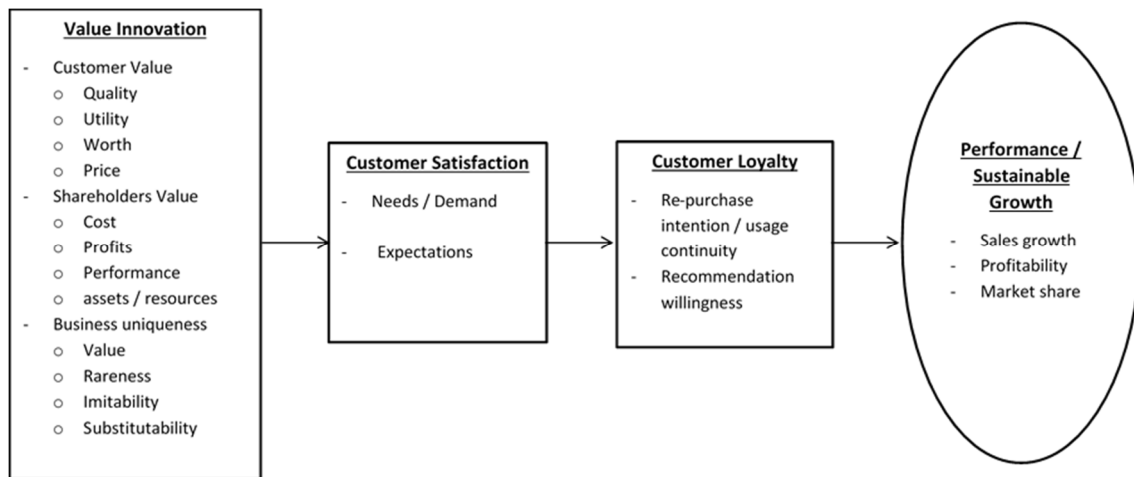 Value Innovation
- Customer Value
o Quality
o Utility
o Worth
o Price
- Shareholders Value
o Cost
o Profits
o Performance
o assets / resources
- Business uniqueness
o Value
o Rareness
o Imitability
o Substitutability
Customer Satisfaction
- Needs / Demand
- Expectations
Customer Loyalty
- Re-purchase
intention / usage
continuity
- Recommendation
willingness
Performance /
Sustainable
Growth
- Sales growth
- Profitability
- Market share